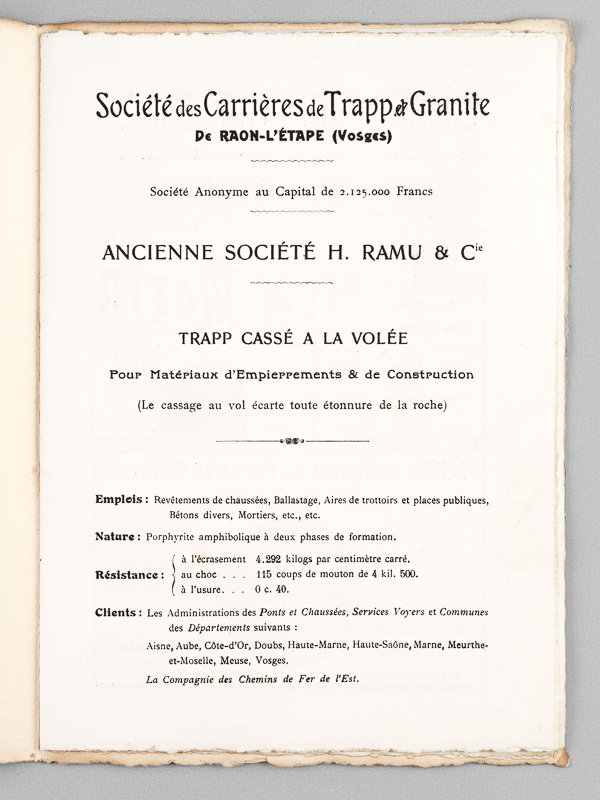 Société des Carrières de Trapp et Granite
De RAON-L'ÉTAPE (Vosges)
Société Anonyme au Capital de 2.125.000 Francs
ANCIENNE SOCIÉTÉ H. RAMU & Cie
TRAPP CASSÉ A LA VOLÉE
Pour Matériaux d'Empierrements & de Construction
(Le cassage au vol écarte toute étonnure de la roche)
Emplois : Revêtements de chaussées, Ballastage, Aires de trottoirs et places publiques,
Bétons divers, Mortiers, etc., etc.
Nature : Porphyrite amphibolique à deux phases de formation.
Résistance : à l'écrasement 4.292 kilogs par centimètre carré.
au choc . . . 115 coups de mouton de 4 kil. 500.
à l'usure. . . 0 c. 40.
Clients : Les Administrations des Ponts et Chaussées, Services Voyers et Communes
des Départements suivants :
Aisne, Aube, Côte-d'Or, Doubs, Haute-Marne, Haute-Saône, Marne, Meurthe-
et-Moselle, Meuse, Vosges.
La Compagnie des Chemins de Fer de l'Est.